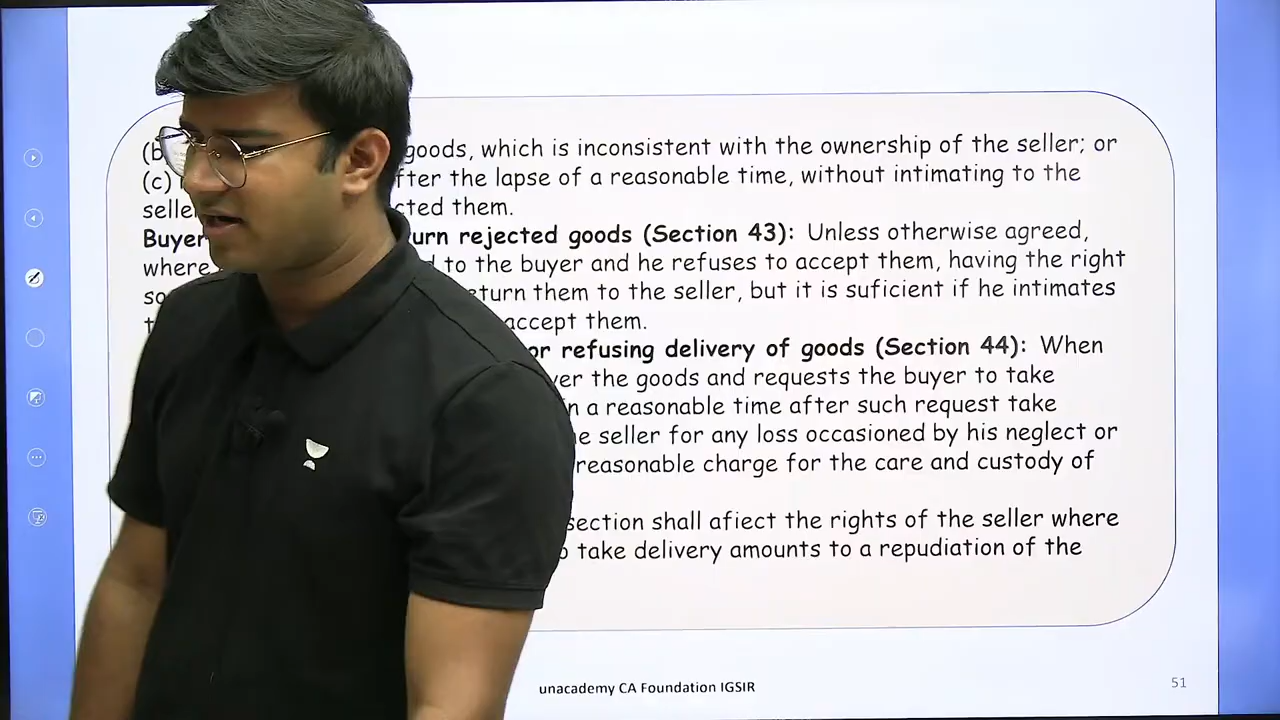 (b goods, which is inconsistent with the ownership of the seller; or
(c) fter the lapse of a reasonable time, without intimating to the
selle cted them.
Buyer urn rejected goods (Section 43): Unless otherwise agreed,
where d to the buyer and he refuses to accept them, having the right
so eturn them to the seller, but it is suficient if he intimates
t accept them.
or refusing delivery of goods (Section 44): When
ver the goods and requests the buyer to take
n a reasonable time after such request take
e seller for any loss occasioned by his neglect or
reasonable charge for the care and custody of
section shall afiect the rights of the seller where
o take delivery amounts to a repudiation of the
unacademy CA Foundation IGSIR
51